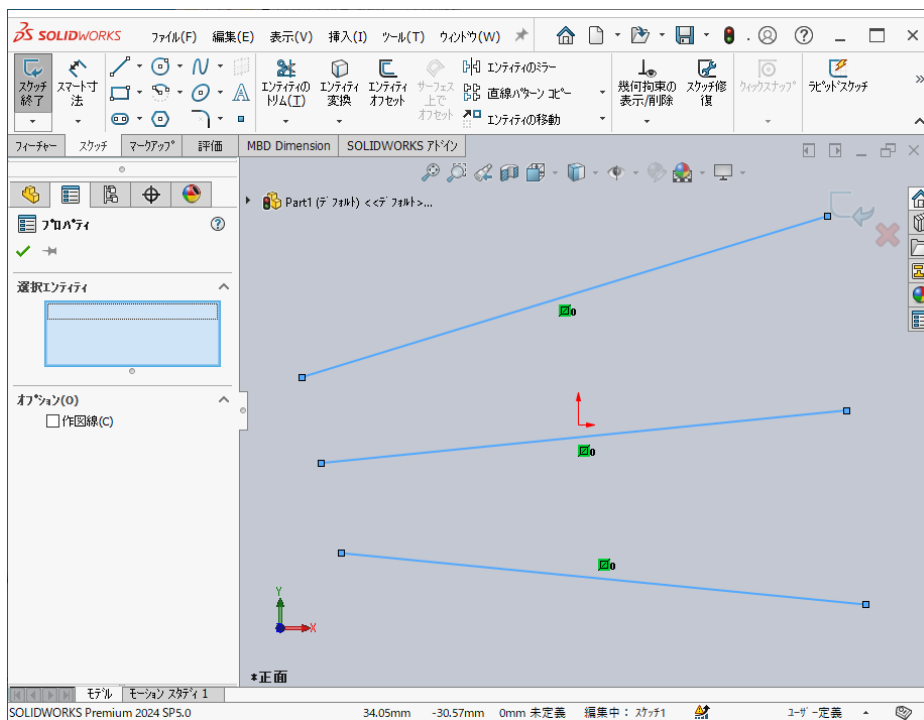 SOLIDWORKS ファイル(F) 編集(E) 表示(V) 挿入(I) ツール(T) ウィンドウ(W)
スケッチ終了 スマート寸法 エンティティのトリム(T) エンティティ変換 エンティティオフセット サーフェス上でオフセット エンティティのミラー 直線パターン コピー エンティティの移動 幾何拘束の表示/削除 スケッチ修復 クイックスナップ ラピッドスケッチ
フィーチャー スケッチ マークアップ 評価 MBD Dimension SOLIDWORKS アドイン
Part1 (デフォルト) <<デフォルト>...
プロパティ
選択エンティティ
オプション(O)
作図線(C)
0
0
0
Y
X
*正面
モデル モーション スタディ 1
SOLIDWORKS Premium 2024 SP5.0 34.05mm -30.57mm 0mm 未定義 編集中: スケッチ1 ユーザー定義